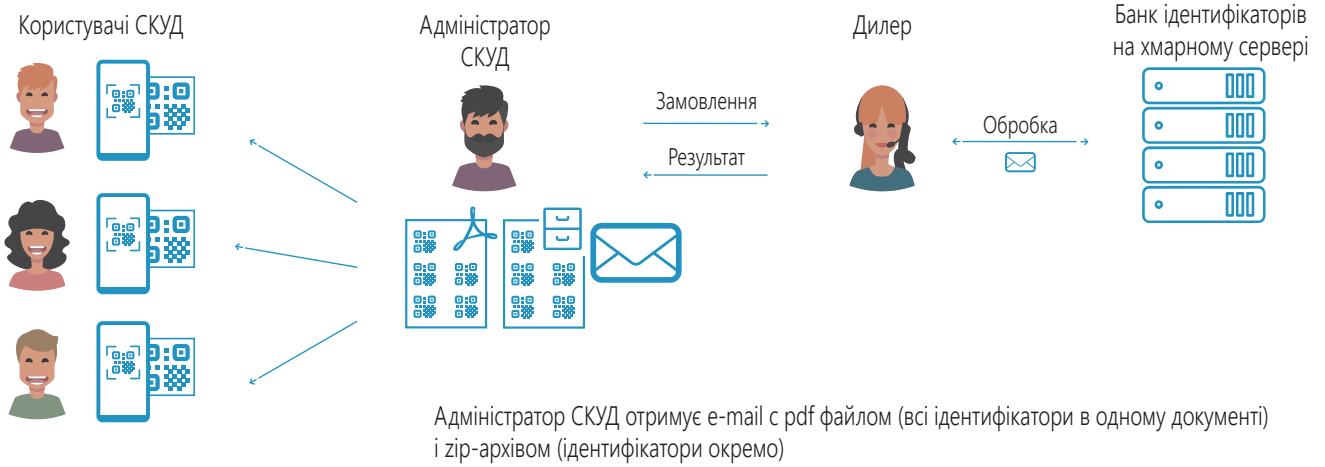 Користувачі СКУД
Адміністратор
СКУД
Дилер
Банк ідентифікаторів
на хмарному сервері
Замовлення
Результат
Обробка
Адміністратор СКУД отримує e-mail с pdf файлом (всі ідентифікатори в одному документі)
і zip-архівом (ідентифікатори окремо)